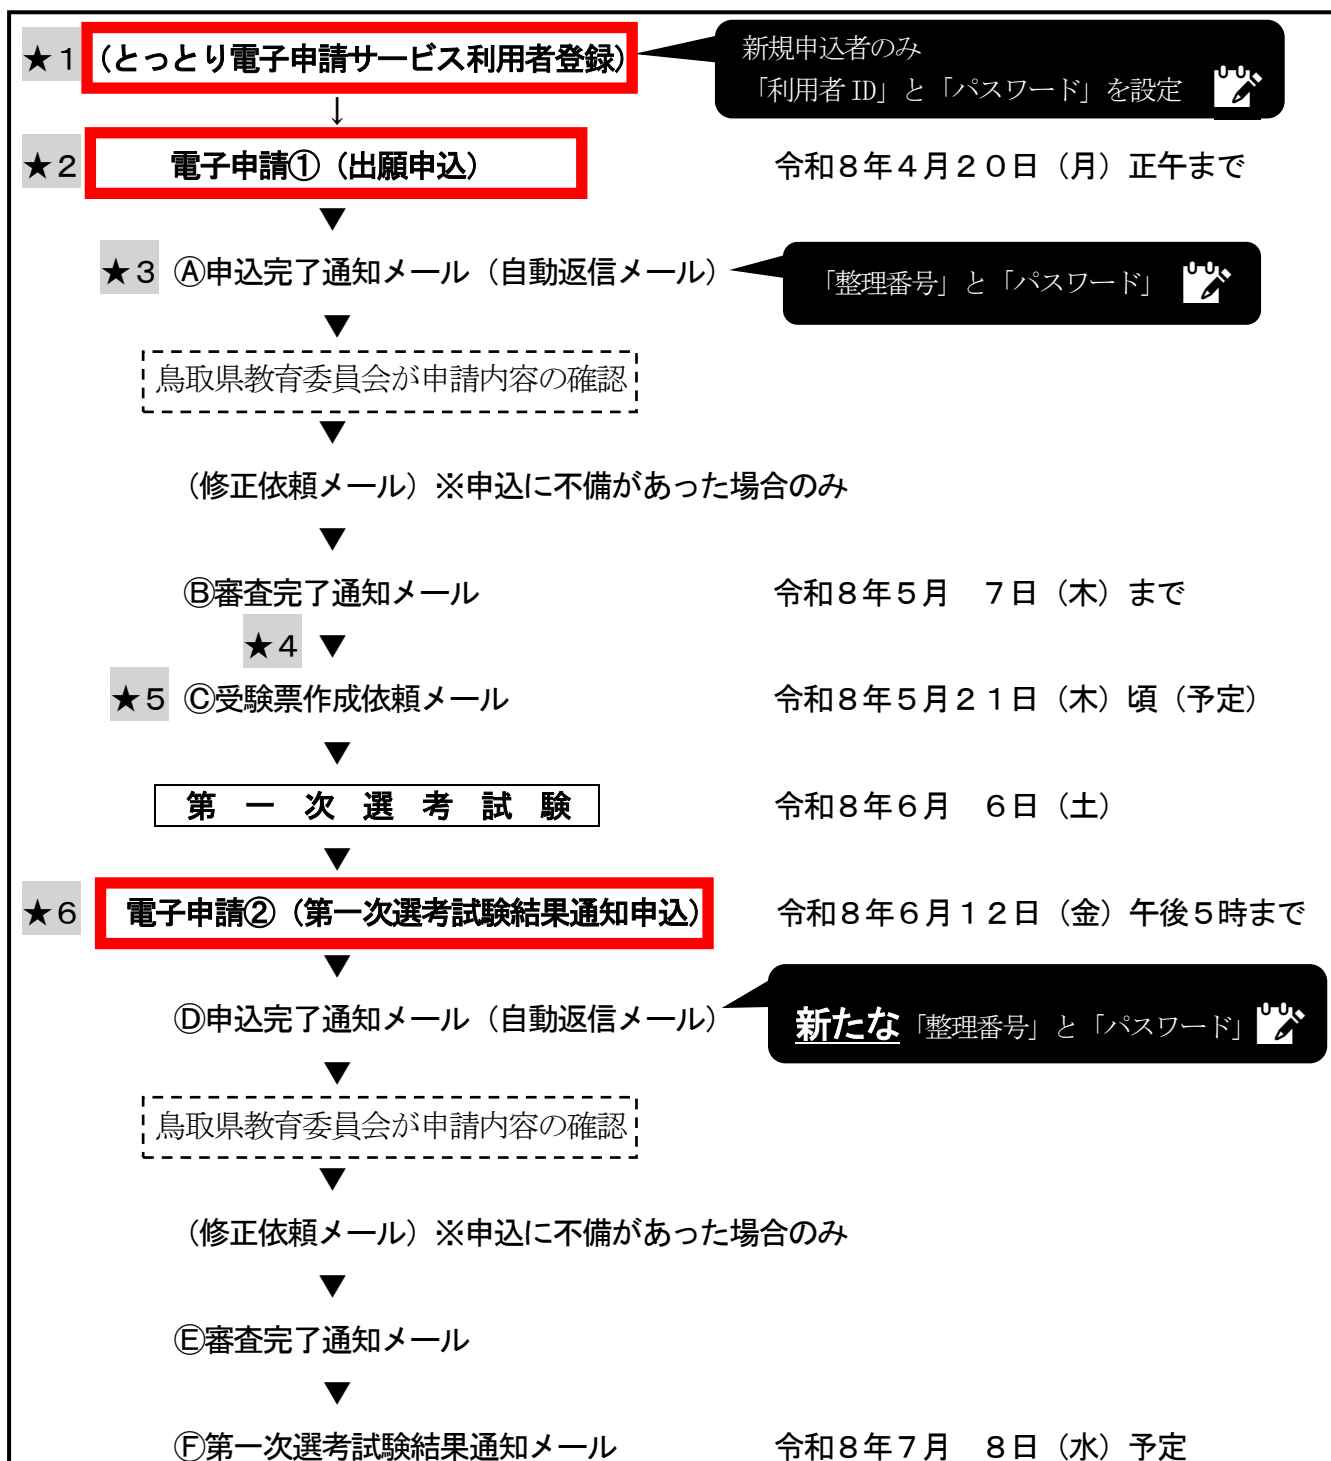 ★１ （とっとり電子申請サービス利用者登録）
新規申込者のみ
「利用者 ID」と「パスワード」を設定
↓
★２ 電子申請①（出願申込） 令和８年４月２０日（月）正午まで
▼
★３ Ⓐ申込完了通知メール（自動返信メール） 「整理番号」と「パスワード」
▼
鳥取県教育委員会が申請内容の確認
▼
（修正依頼メール）※申込に不備があった場合のみ
▼
Ⓑ審査完了通知メール 令和８年５月　７日（木）まで
★４ ▼
★５ Ⓒ受験票作成依頼メール 令和８年５月２１日（木）頃（予定）
▼
第　一　次　選　考　試　験 令和８年６月　６日（土）
▼
★６ 電子申請②（第一次選考試験結果通知申込） 令和８年６月１２日（金）午後５時まで
▼
Ⓓ申込完了通知メール（自動返信メール） 新たな「整理番号」と「パスワード」
▼
鳥取県教育委員会が申請内容の確認
▼
（修正依頼メール）※申込に不備があった場合のみ
▼
Ⓔ審査完了通知メール
▼
Ⓕ第一次選考試験結果通知メール 令和８年７月　８日（水）予定